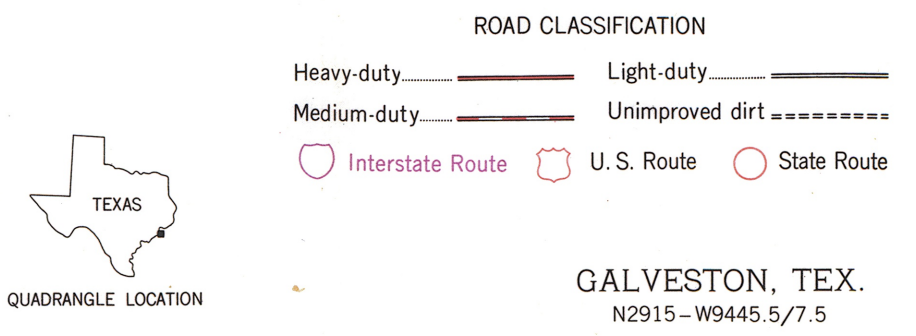 ROAD CLASSIFICATION
Heavy-duty
Light-duty
Medium-duty
Unimproved dirt
Interstate Route
U. S. Route
State Route
TEXAS
QUADRANGLE LOCATION
GALVESTON, TEX.
N2915–W9445.5/7.5